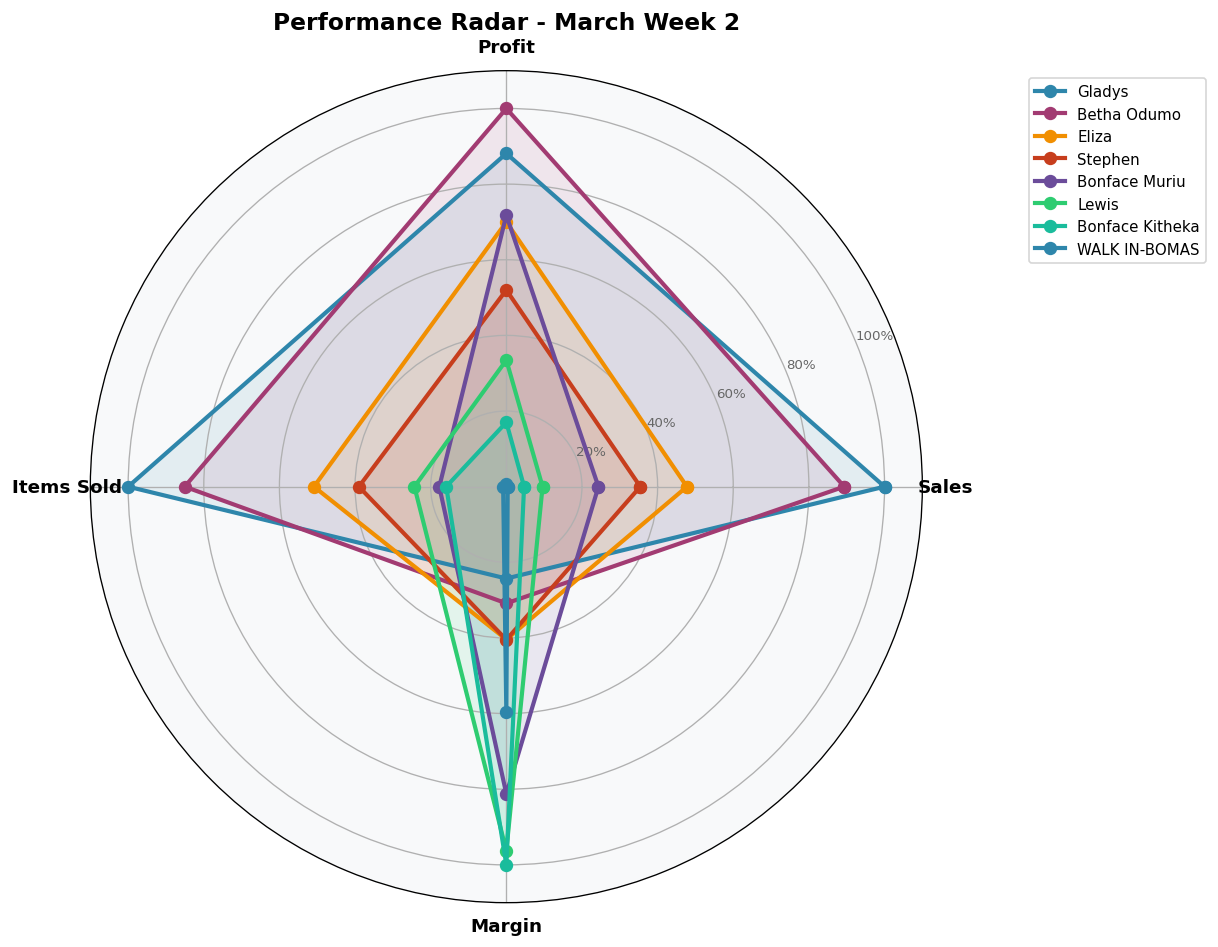 Performance Radar - March Week 2
Profit
Gladys
Betha Odumo
Eliza
Stephen
Bonface Muriu
Lewis
Bonface Kitheka
WALK IN-BOMAS
100%
80%
60%
40%
20%
Items Sold
Sales
Margin